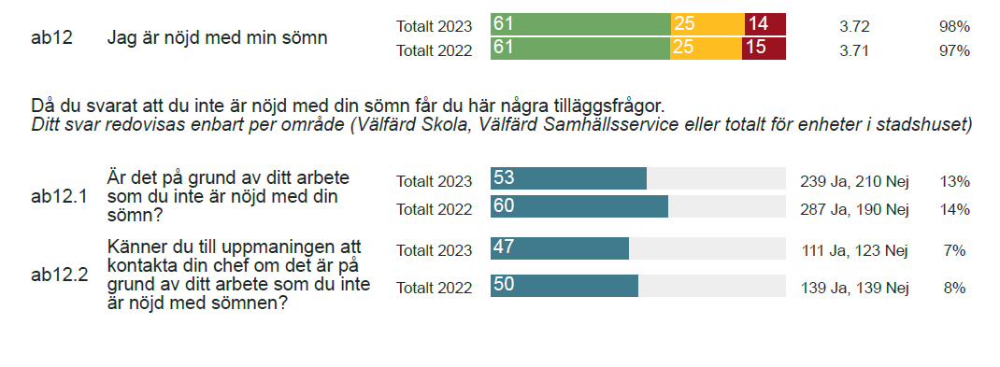 ab12 Jag är nöjd med min sömn
Totalt 2023 61 25 14 3.72 98%
Totalt 2022 61 25 15 3.71 97%
Då du svarat att du inte är nöjd med din sömn får du här några tilläggsfrågor.
Ditt svar redovisas enbart per område (Välfärd Skola, Välfärd Samhällsservice eller totalt för enheter i stadshuset)
ab12.1
Är det på grund av ditt arbete
som du inte är nöjd med din
sömn?
Totalt 2023 53 239 Ja, 210 Nej 13%
Totalt 2022 60 287 Ja, 190 Nej 14%
ab12.2
Känner du till uppmaningen att
kontakta din chef om det är på
grund av ditt arbete som du inte
är nöjd med sömnen?
Totalt 2023 47 111 Ja, 123 Nej 7%
Totalt 2022 50 139 Ja, 139 Nej 8%